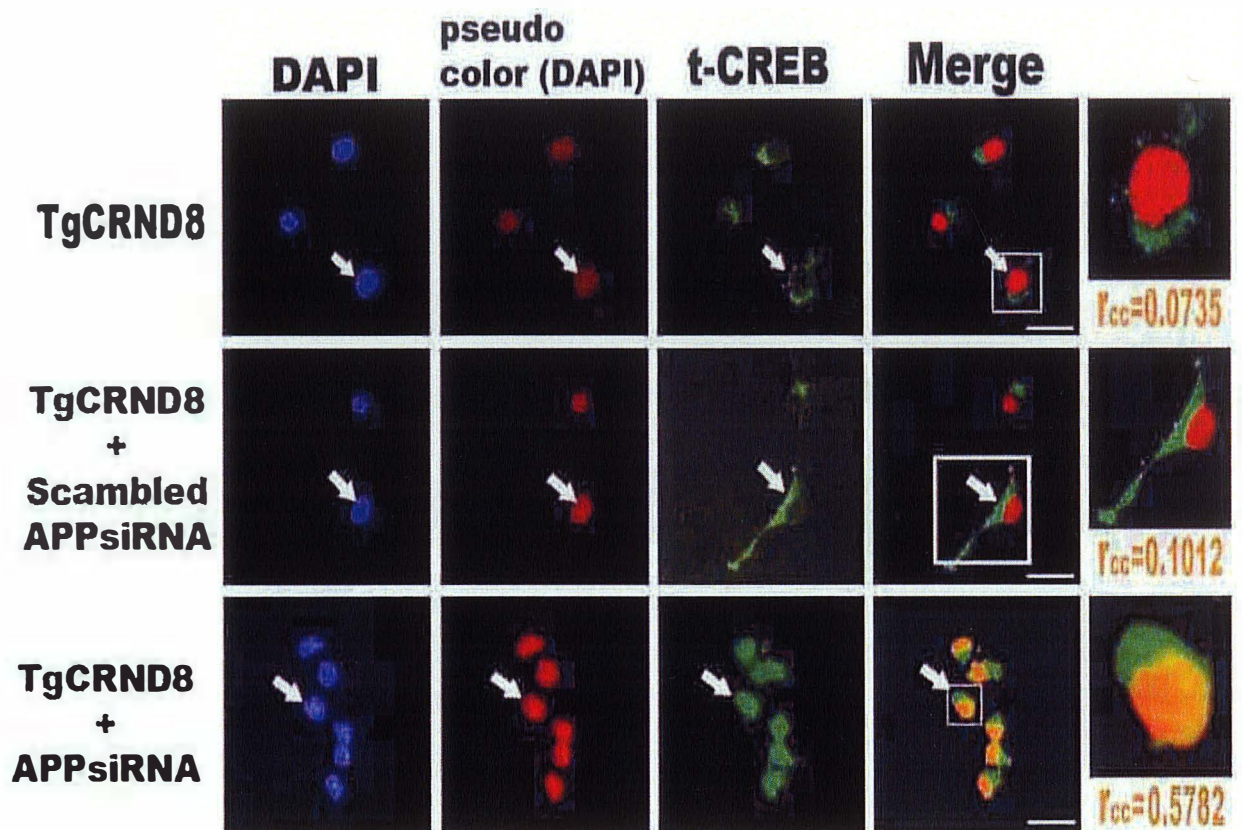 DAPI
pseudo
color (DAPI)
t-CREB
Merge
TgCRND8
rcc=0.0735
TgCRND8
+
Scambled
APPsiRNA
rcc=0.1012
TgCRND8
+
APPsiRNA
rcc=0.5782